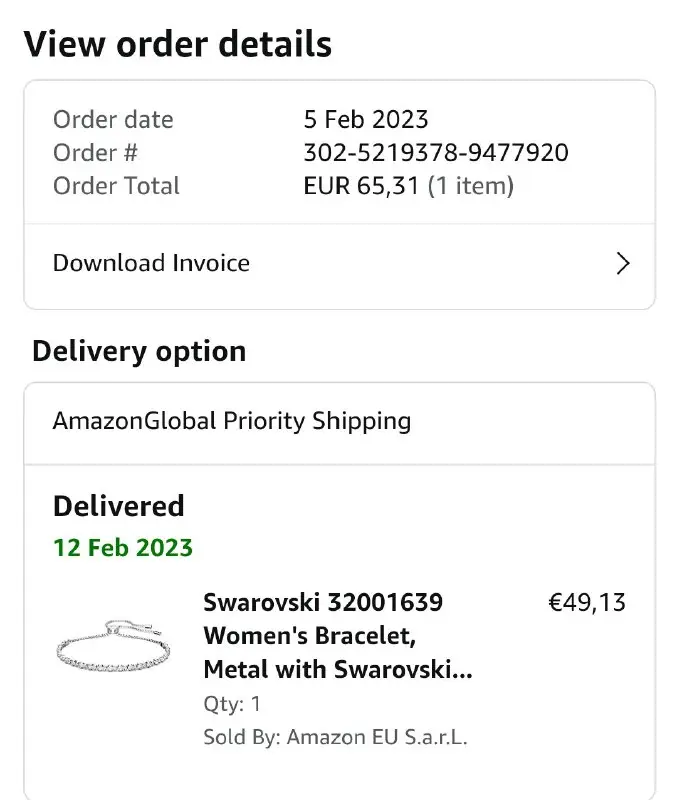 View order details
Order date 5 Feb 2023
Order # 302-5219378-9477920
Order Total EUR 65,31 (1 item)
Download Invoice
Delivery option
AmazonGlobal Priority Shipping
Delivered
12 Feb 2023
Swarovski 32001639 €49,13
Women's Bracelet,
Metal with Swarovski...
Qty: 1
Sold By: Amazon EU S.a.r.L.